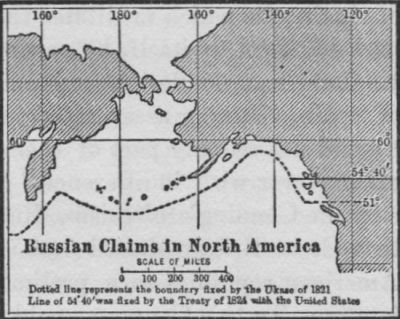 160° 180° 160° 140° 120°
60°
54° 40′
51°
Russian Claims in North America
SCALE OF MILES
0 100 200 300 400
Dotted line represents the boundary fixed by the Ukase of 1821
Line of 54°40′ was fixed by the Treaty of 1824 with the United States